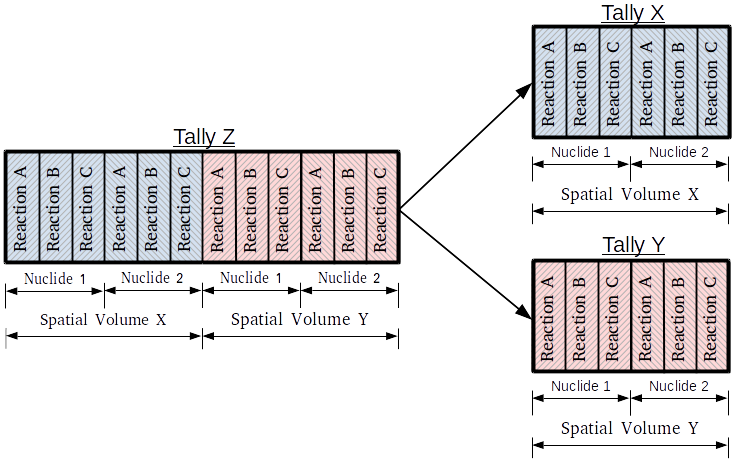 Tally X
Reaction A Reaction B Reaction C Reaction A Reaction B Reaction C
Nuclide 1 Nuclide 2
Spatial Volume X
Tally Z
Reaction A Reaction B Reaction C Reaction A Reaction B Reaction C Reaction A Reaction B Reaction C Reaction A Reaction B Reaction C
Nuclide 1 Nuclide 2 Nuclide 1 Nuclide 2
Spatial Volume X Spatial Volume Y
Tally Y
Reaction A Reaction B Reaction C Reaction A Reaction B Reaction C
Nuclide 1 Nuclide 2
Spatial Volume Y